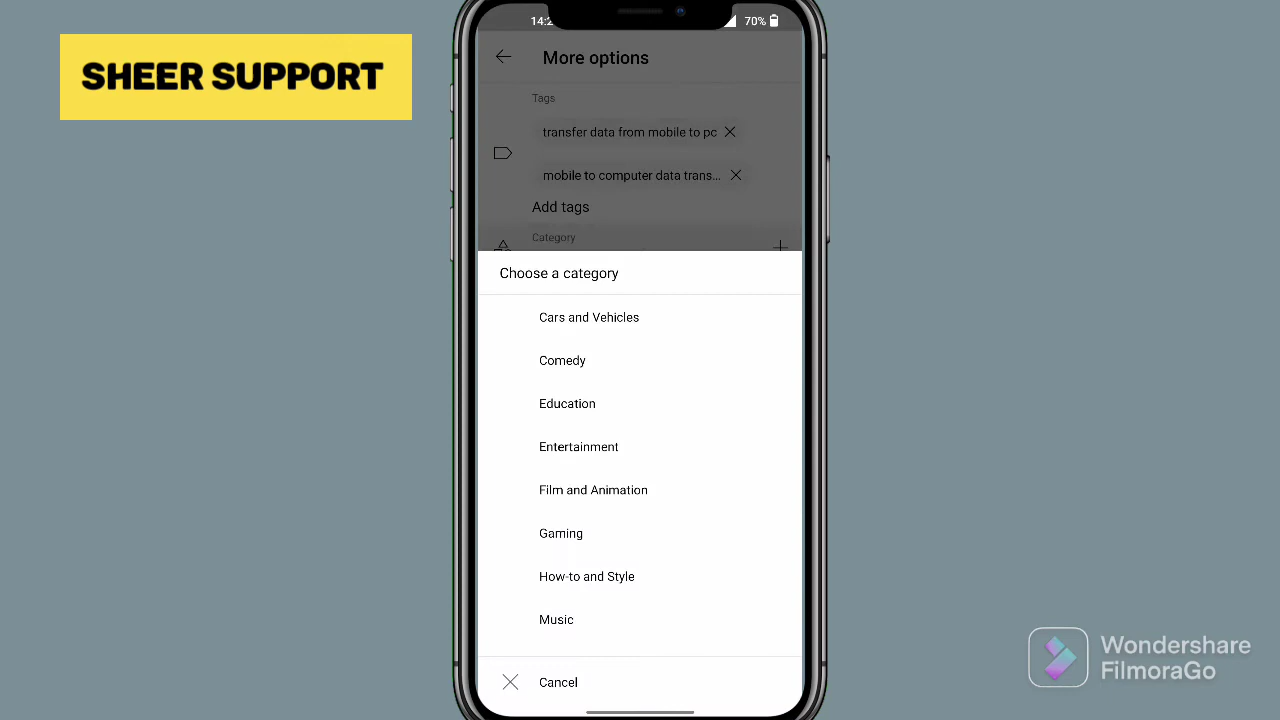 SHEER SUPPORT
70%
More options
Tags
transfer data from mobile to pc
mobile to computer data trans...
Add tags
Category
Choose a category
Cars and Vehicles
Comedy
Education
Entertainment
Film and Animation
Gaming
How-to and Style
Music
Cancel
Wondershare
FilmoraGo